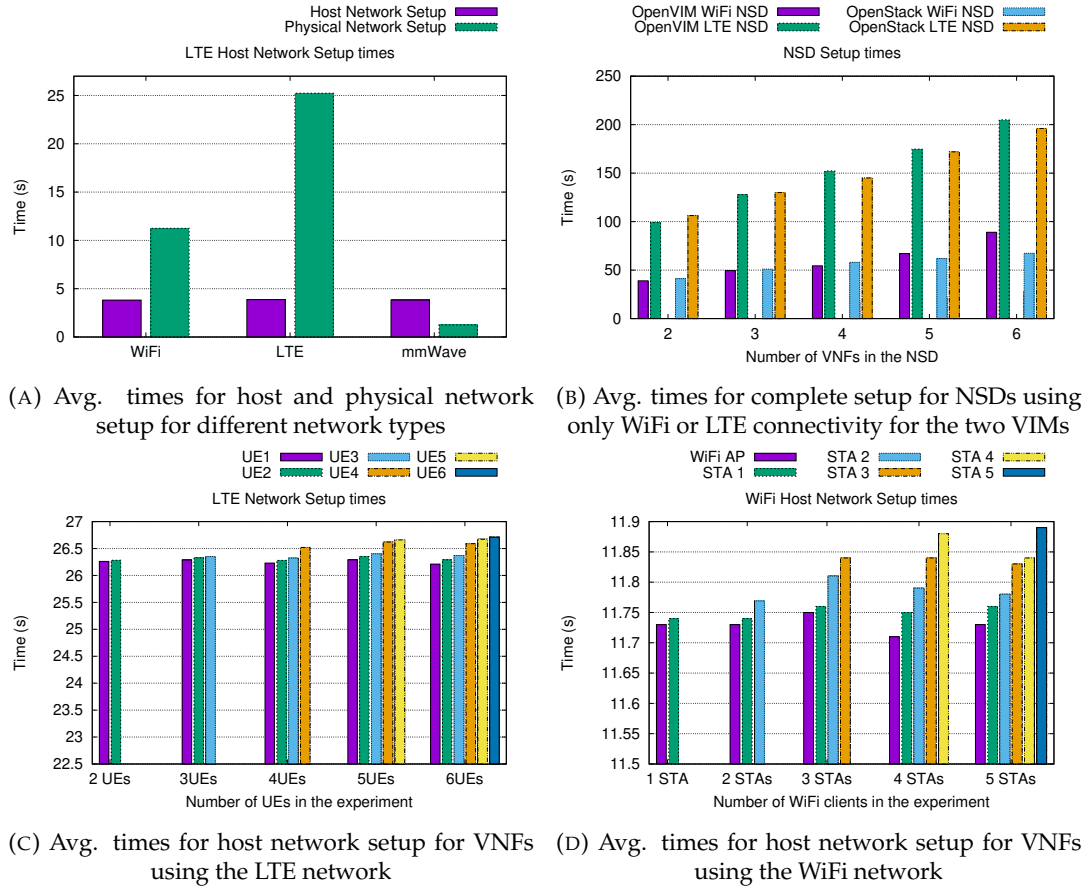 Host Network Setup
Physical Network Setup
LTE Host Network Setup times
25
20
15
10
5
0
Time (s)
WiFi LTE mmWave
(A) Avg. times for host and physical network
setup for different network types
OpenVIM WiFi NSD OpenStack WiFi NSD
OpenVIM LTE NSD OpenStack LTE NSD
NSD Setup times
250
200
150
100
50
0
Time (s)
2 3 4 5 6
Number of VNFs in the NSD
(B) Avg. times for complete setup for NSDs using
only WiFi or LTE connectivity for the two VIMs
UE1 UE3 UE5
UE2 UE4 UE6
LTE Network Setup times
27
26.5
26
25.5
25
24.5
24
23.5
23
22.5
Time (s)
2 UEs 3UEs 4UEs 5UEs 6UEs
Number of UEs in the experiment
(C) Avg. times for host network setup for VNFs
using the LTE network
WiFi AP STA 2 STA 4
STA 1 STA 3 STA 5
WiFi Host Network Setup times
11.9
11.85
11.8
11.75
11.7
11.65
11.6
11.55
11.5
Time (s)
1 STA 2 STAs 3 STAs 4 STAs 5 STAs
Number of WiFi clients in the experiment
(D) Avg. times for host network setup for VNFs
using the WiFi network